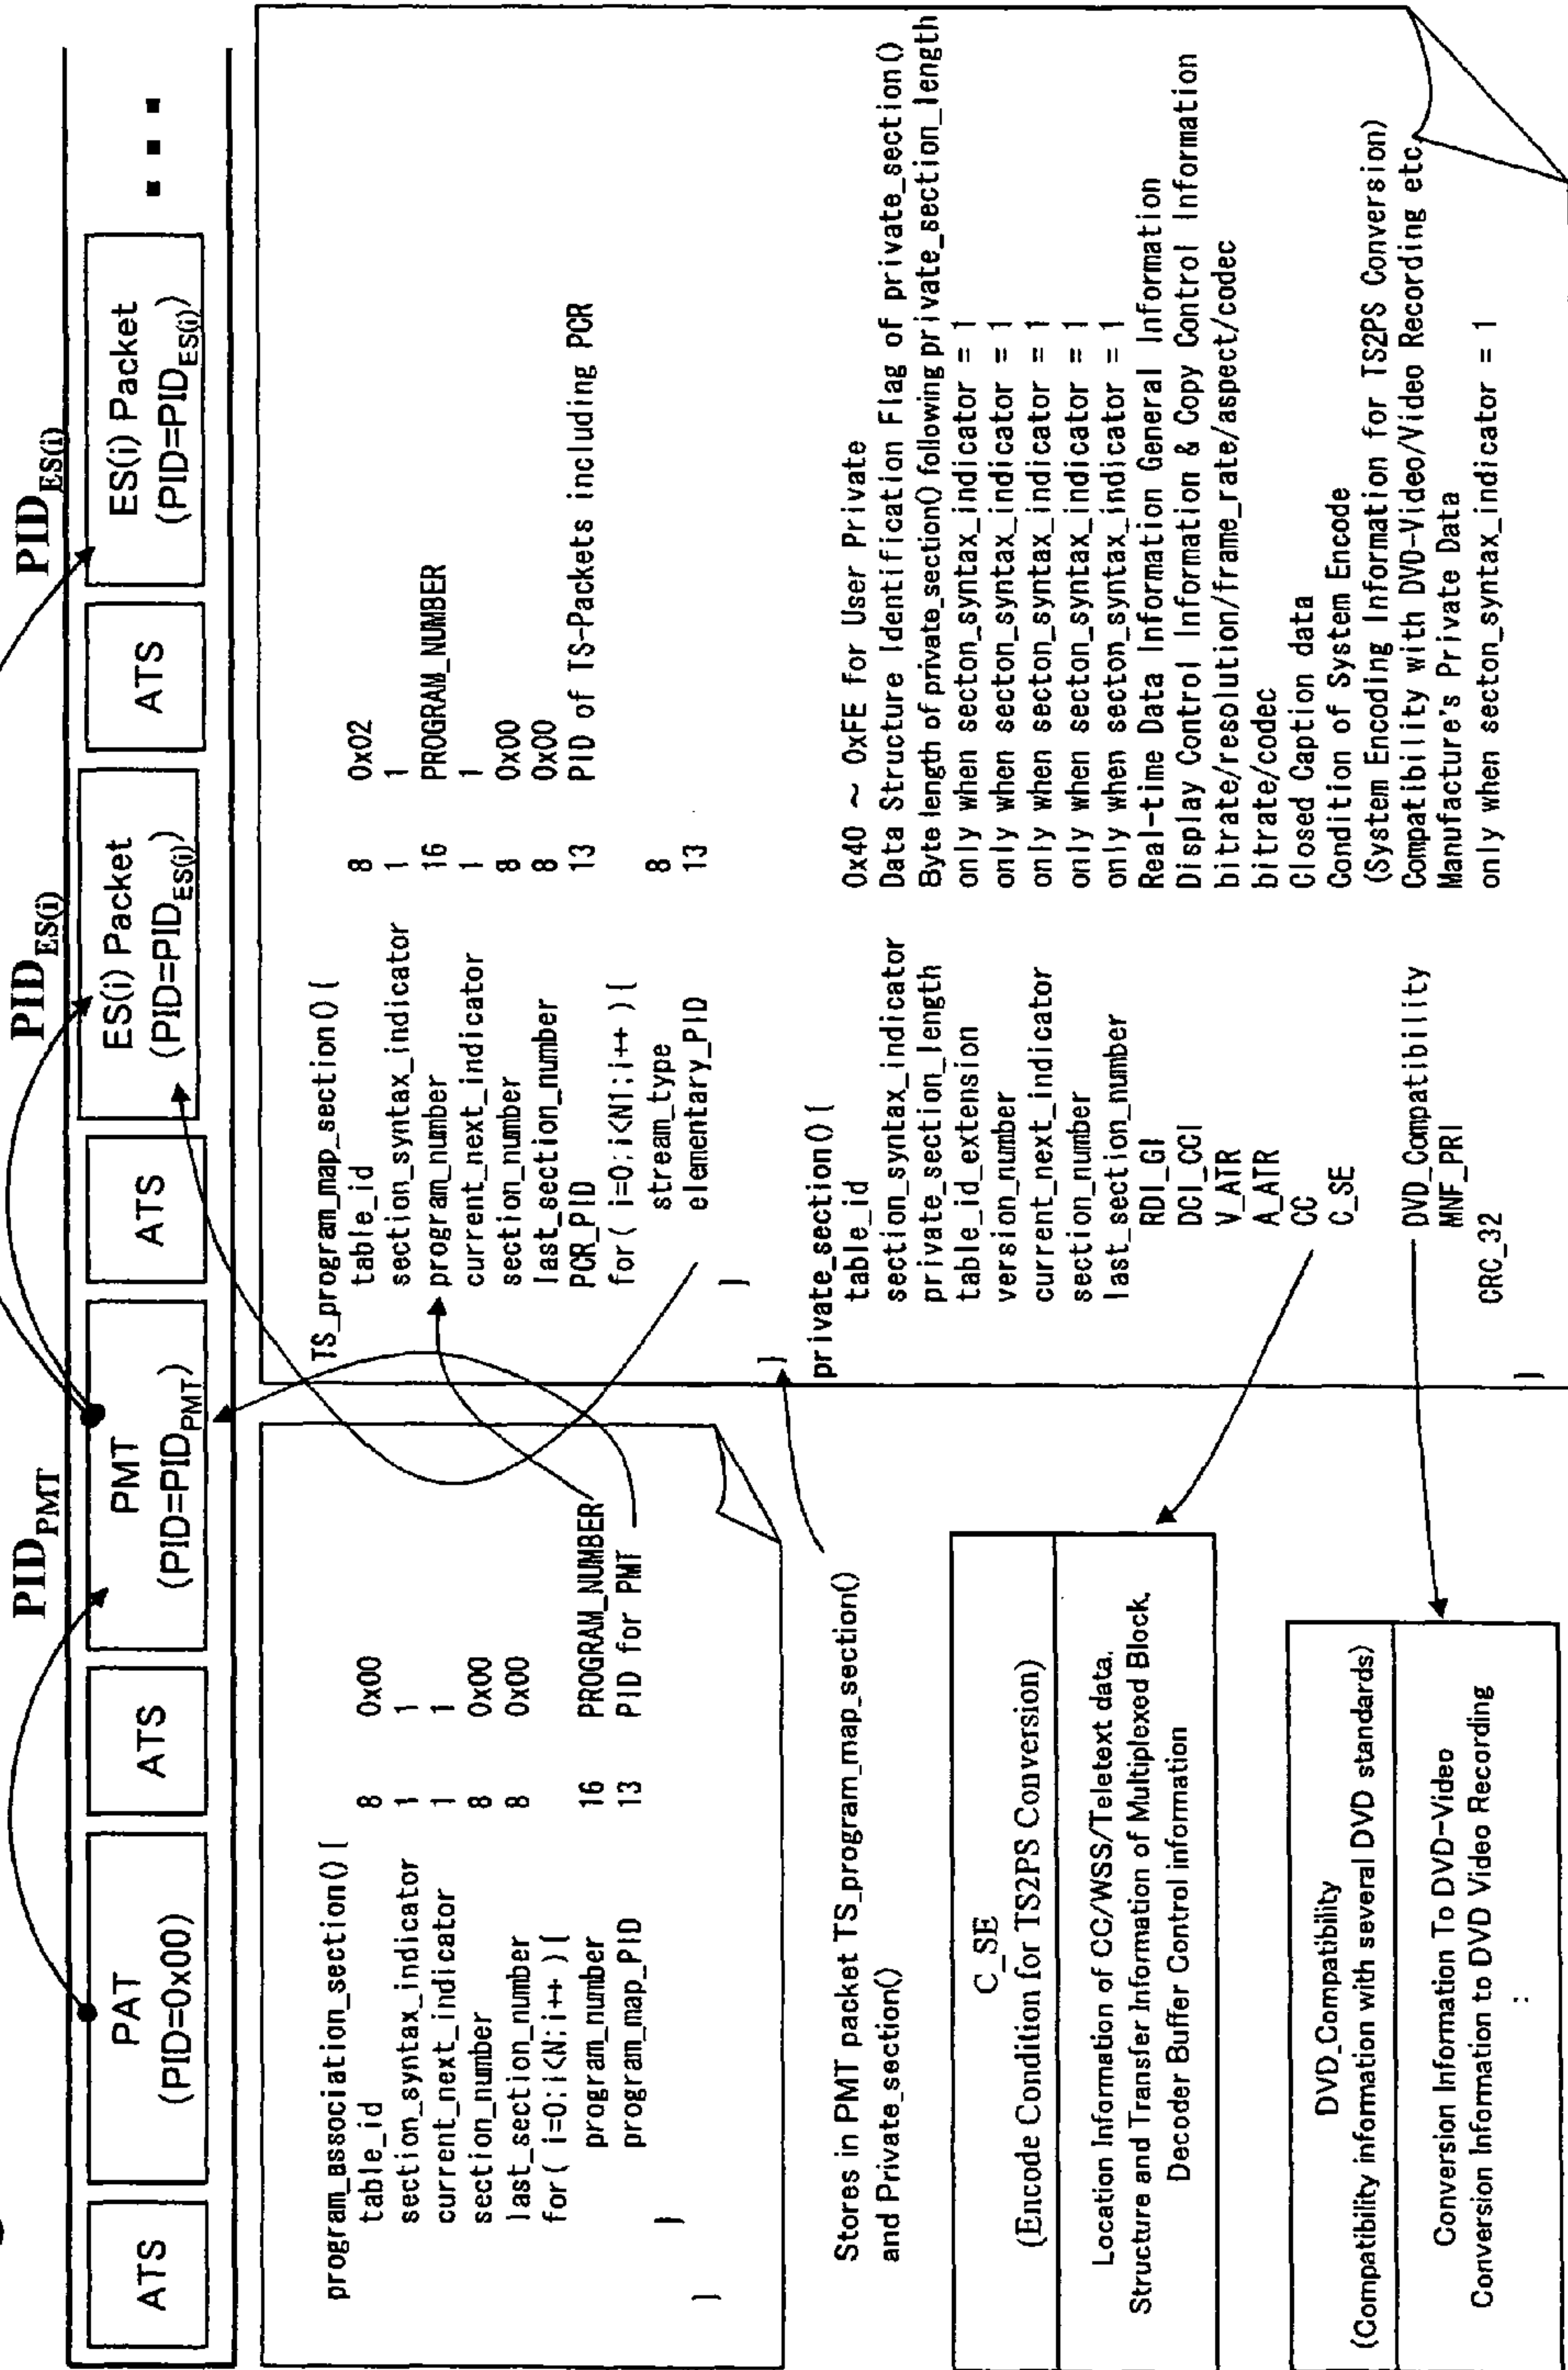 PID_PMT
PID_ES(i)
PID_ES(i)
ATS
PAT
(PID=0x00)
ATS
PMT
(PID=PID_PMT)
ATS
ES(i) Packet
(PID=PID_ES(i))
ATS
ES(i) Packet
(PID=PID_ES(i))
...
program_association_section() {
table_id 8 0x00
section_syntax_indicator 1 1
current_next_indicator 1 1
section_number 8 0x00
last_section_number 8 0x00
for( i=0;i<N;i++ ){
program_number 16 PROGRAM_NUMBER
program_map_PID 13 PID for PMT
}
Stores in PMT packet TS_program_map_section()
and Private_section()
C_SE
(Encode Condition for TS2PS Conversion)
Location Information of CC/WSS/Teletext data,
Structure and Transfer Information of Multiplexed Block,
Decoder Buffer Control information
DVD_Compatibility
(Compatibility information with several DVD standards)
Conversion Information To DVD-Video
Conversion Information to DVD Video Recording
:
TS_program_map_section() {
table_id 8 0x02
section_syntax_indicator 1 1
program_number 16 PROGRAM_NUMBER
current_next_indicator 1 1
section_number 8 0x00
last_section_number 8 0x00
PCR_PID 13 PID of TS-Packets including PCR
for( i=0;i<N1;i++ ) {
stream_type 8
elementary_PID 13
}
}
private_section() {
table_id 0x40 ~ 0xFE for User Private
section_syntax_indicator Data Structure Identification Flag of private_section()
private_section_length Byte length of private_section() following private_section_length
table_id_extension only when secton_syntax_indicator = 1
version_number only when secton_syntax_indicator = 1
current_next_indicator only when secton_syntax_indicator = 1
section_number only when secton_syntax_indicator = 1
last_section_number only when secton_syntax_indicator = 1
RDI_GI Real-time Data Information General Information
DCI_CCI Display Control Information & Copy Control Information
V_ATR bitrate/resolution/frame_rate/aspect/codec
A_ATR bitrate/codec
CC Closed Caption data
C_SE Condition of System Encode
(System Encoding Information for TS2PS Conversion)
DVD_Compatibility Compatibility with DVD-Video/Video Recording etc.
MNF_PRI Manufacture's Private Data
CRC_32 only when secton_syntax_indicator = 1
}